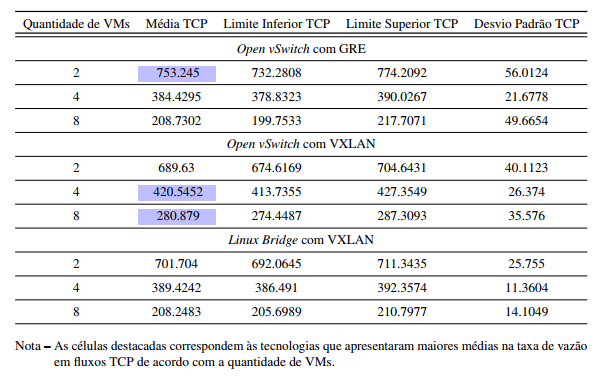 Quantidade de VMs Média TCP Limite Inferior TCP Limite Superior TCP Desvio Padrão TCP
Open vSwitch com GRE
2 753.245 732.2808 774.2092 56.0124
4 384.4295 378.8323 390.0267 21.6778
8 208.7302 199.7533 217.7071 49.6654
Open vSwitch com VXLAN
2 689.63 674.6169 704.6431 40.1123
4 420.5452 413.7355 427.3549 26.374
8 280.879 274.4487 287.3093 35.576
Linux Bridge com VXLAN
2 701.704 692.0645 711.3435 25.755
4 389.4242 386.491 392.3574 11.3604
8 208.2483 205.6989 210.7977 14.1049
Nota – As células destacadas correspondem às tecnologias que apresentaram maiores médias na taxa de vazão
em fluxos TCP de acordo com a quantidade de VMs.